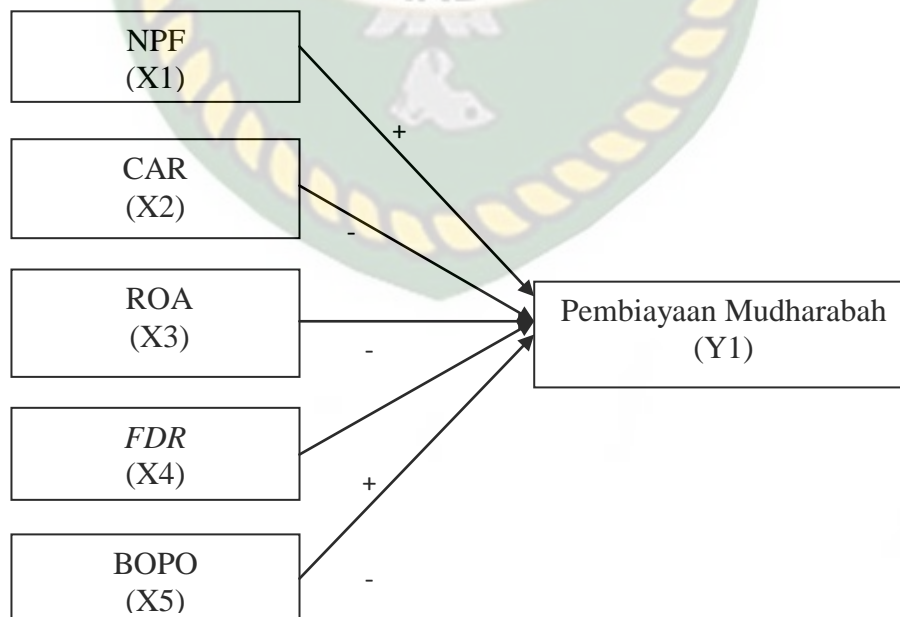 NPF
(X1)
+
CAR
(X2)
-
ROA
(X3)
-
Pembiayaan Mudharabah
(Y1)
FDR
(X4)
+
BOPO
(X5)
-